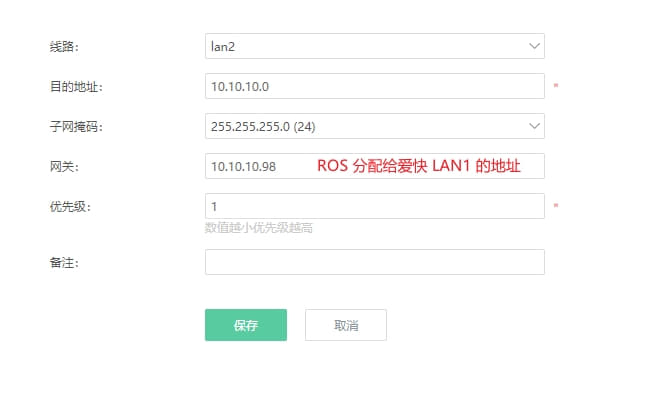 线路： lan2
目的地址： 10.10.10.0 *
子网掩码： 255.255.255.0 (24)
网关： 10.10.10.98 ROS 分配给爱快 LAN1 的地址
优先级： 1 *
数值越小优先级越高
备注：
保存 取消